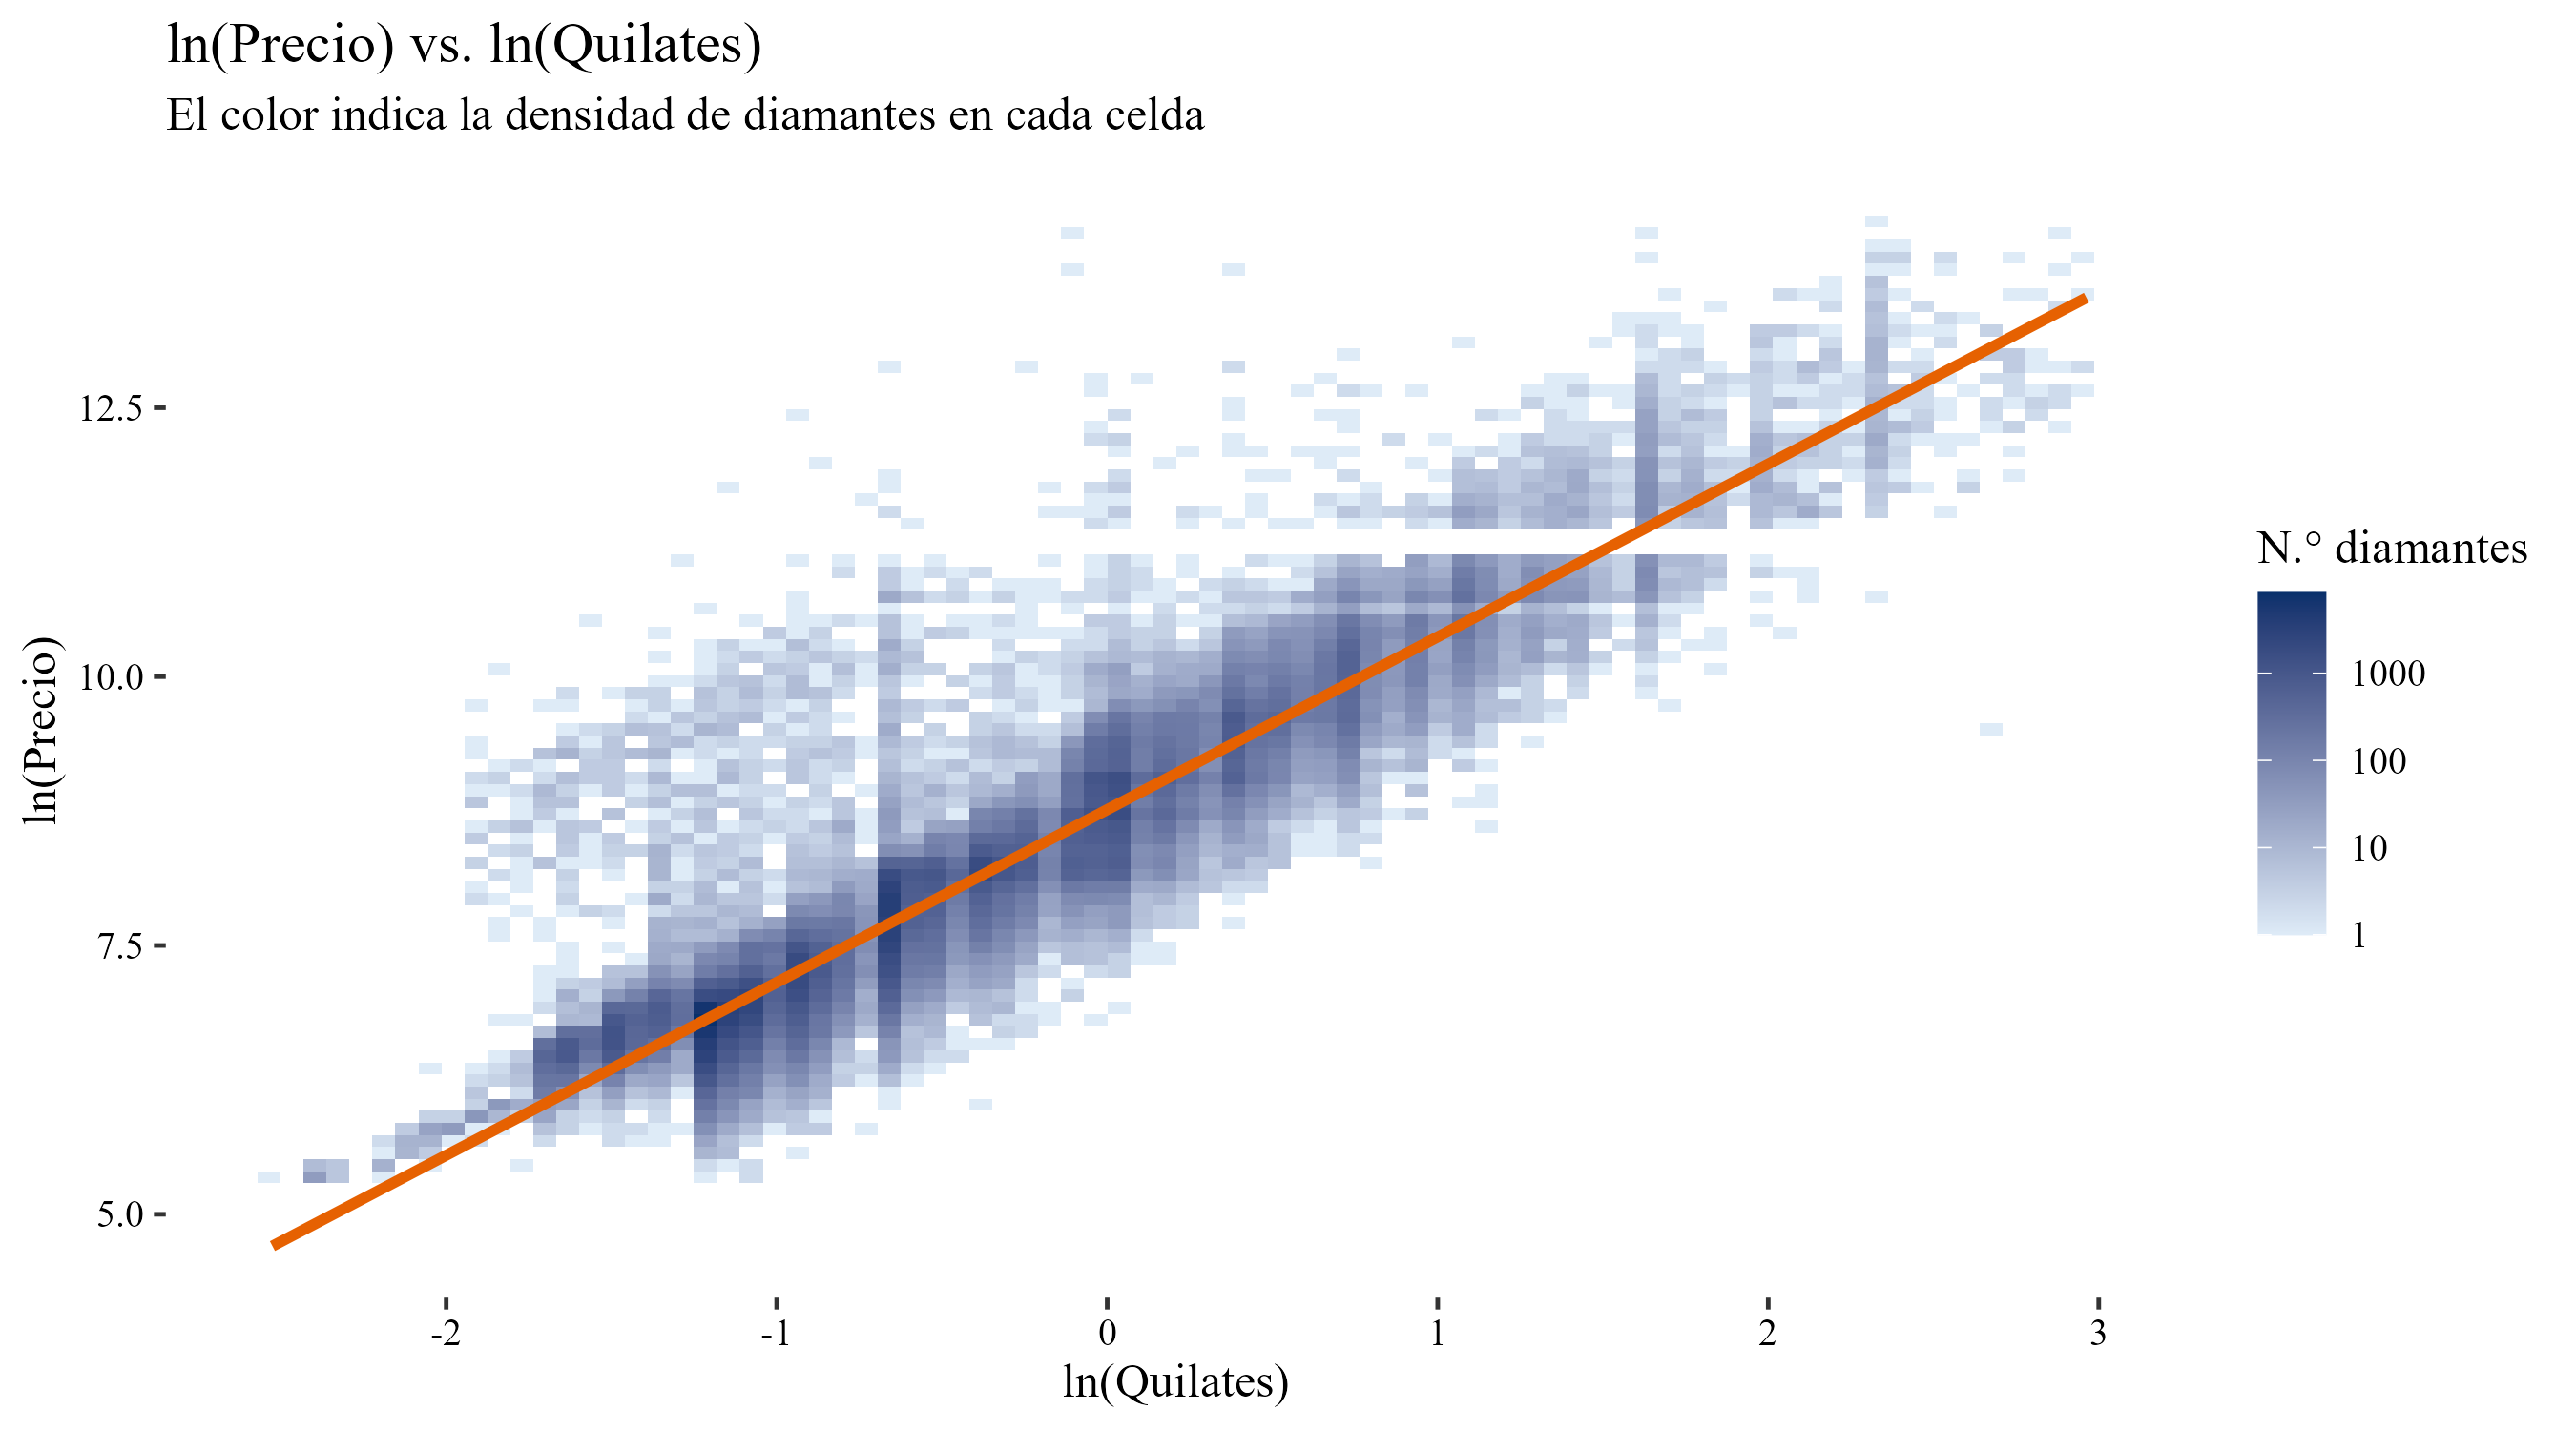 ln(Precio) vs. ln(Quilates)
El color indica la densidad de diamantes en cada celda
12.5
10.0
7.5
5.0
ln(Precio)
-2
-1
0
1
2
3
ln(Quilates)
N.° diamantes
1000
100
10
1